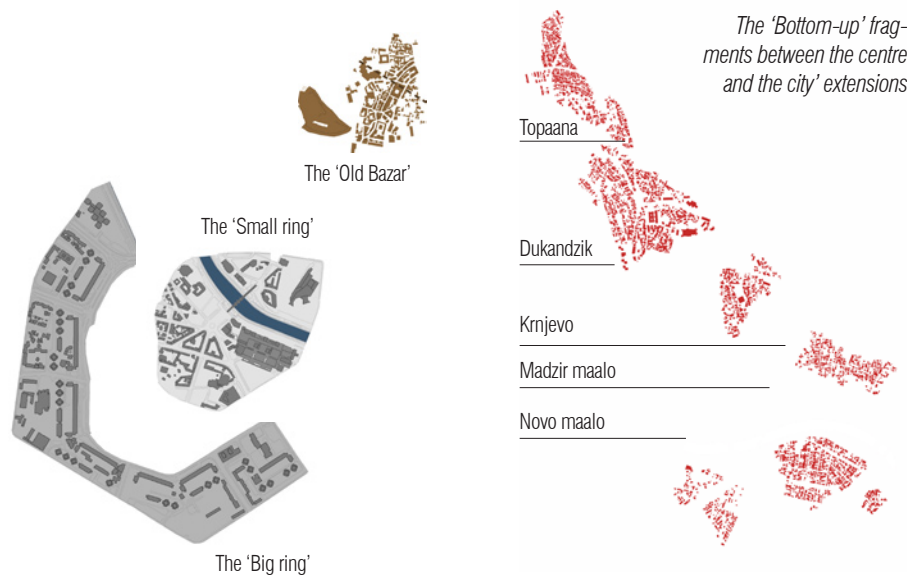 The 'Bottom-up' frag-
ments between the centre
and the city' extensions
The 'Old Bazar'
The 'Small ring'
The 'Big ring'
Topaana
Dukandzik
Krnjevo
Madzir maalo
Novo maalo